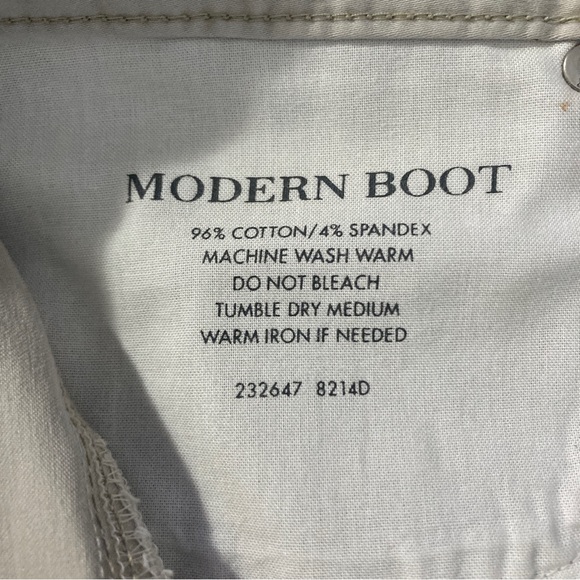 MODERN BOOT
96% COTTON/4% SPANDEX
MACHINE WASH WARM
DO NOT BLEACH
TUMBLE DRY MEDIUM
WARM IRON IF NEEDED
232647 8214D